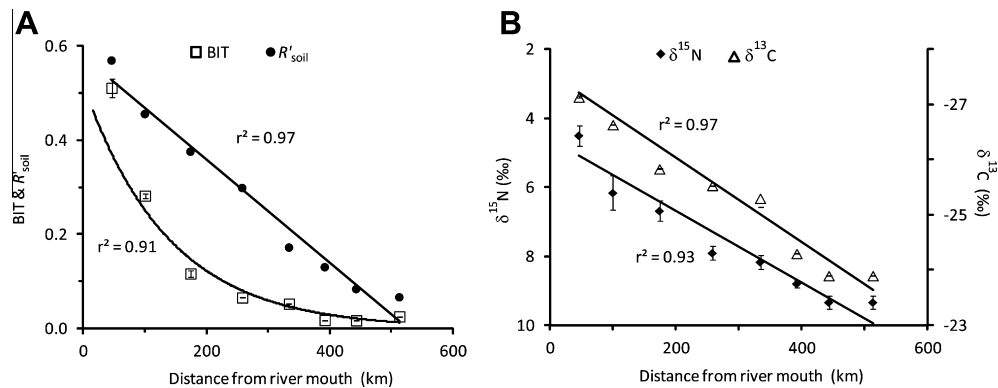 A
BIT R'soil
0.6
0.4
0.2
0.0
BIT & R'soil
r² = 0.97
r² = 0.91
0 200 400 600
Distance from river mouth (km)
B
δ¹⁵N δ¹³C
2
4
6
8
10
δ¹⁵N (‰)
r² = 0.97
r² = 0.93
-27
-25
-23
δ¹³C (‰)
0 200 400 600
Distance from river mouth (km)